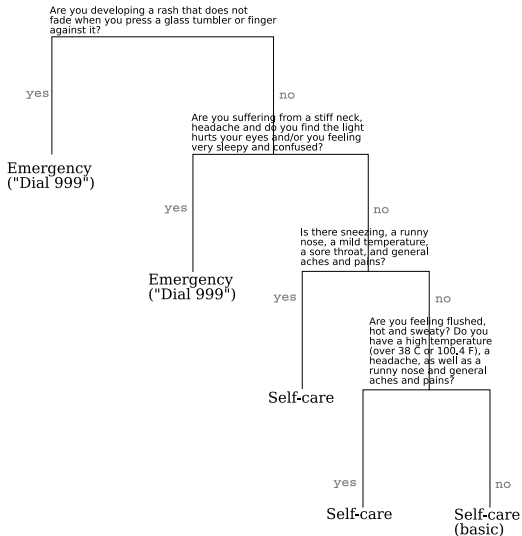 Are you developing a rash that does not
fade when you press a glass tumbler or finger
against it?
yes
no
Are you suffering from a stiff neck,
headache and do you find the light
hurts your eyes and/or you feeling
very sleepy and confused?
Emergency
("Dial 999")
yes
no
Is there sneezing, a runny
nose, a mild temperature,
a sore throat, and general
aches and pains?
Emergency
("Dial 999")
yes
no
Are you feeling flushed,
hot and sweaty? Do you
have a high temperature
(over 38 C or 100.4 F), a
headache, as well as a
runny nose and general
aches and pains?
Self-care
yes
no
Self-care
Self-care
(basic)